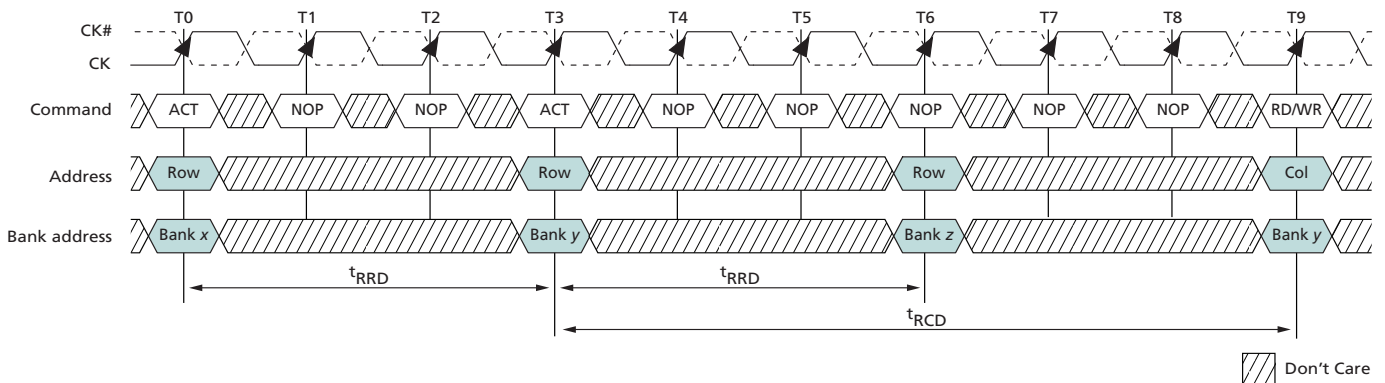 T0 T1 T2 T3 T4 T5 T6 T7 T8 T9
CK#
CK
Command ACT NOP NOP ACT NOP NOP NOP NOP NOP RD/WR
Address Row Row Row Col
Bank address Bank x Bank y Bank z Bank y
tRRD tRRD
tRCD
Don't Care